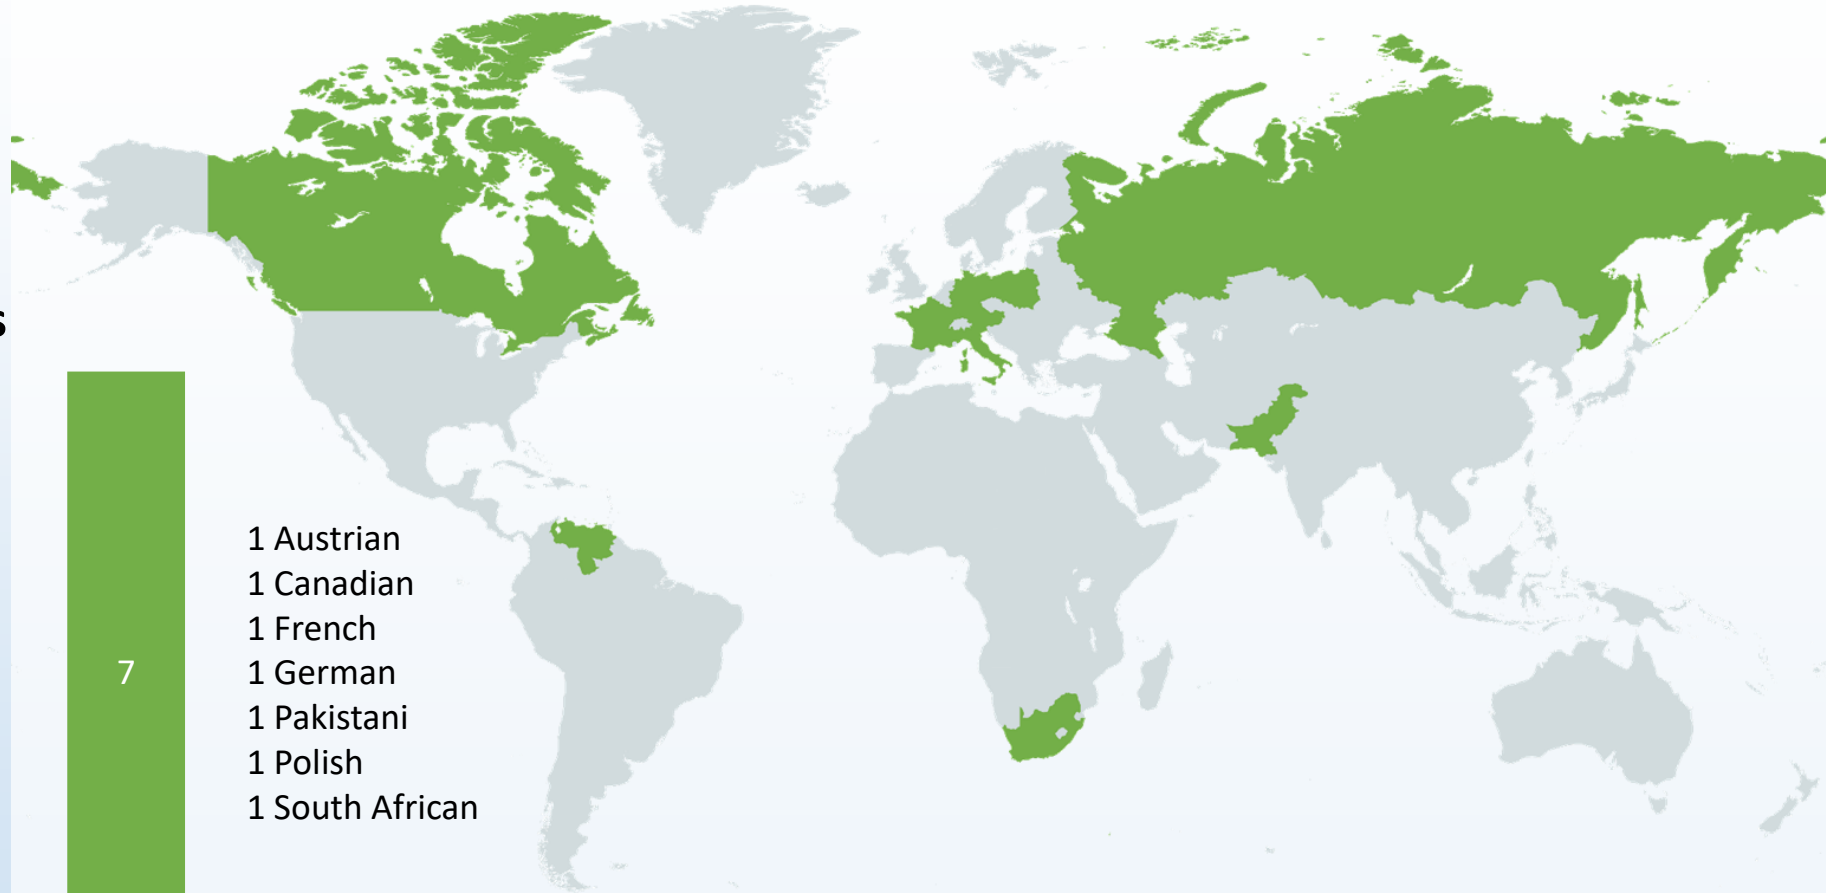 s
7
1 Austrian
1 Canadian
1 French
1 German
1 Pakistani
1 Polish
1 South African